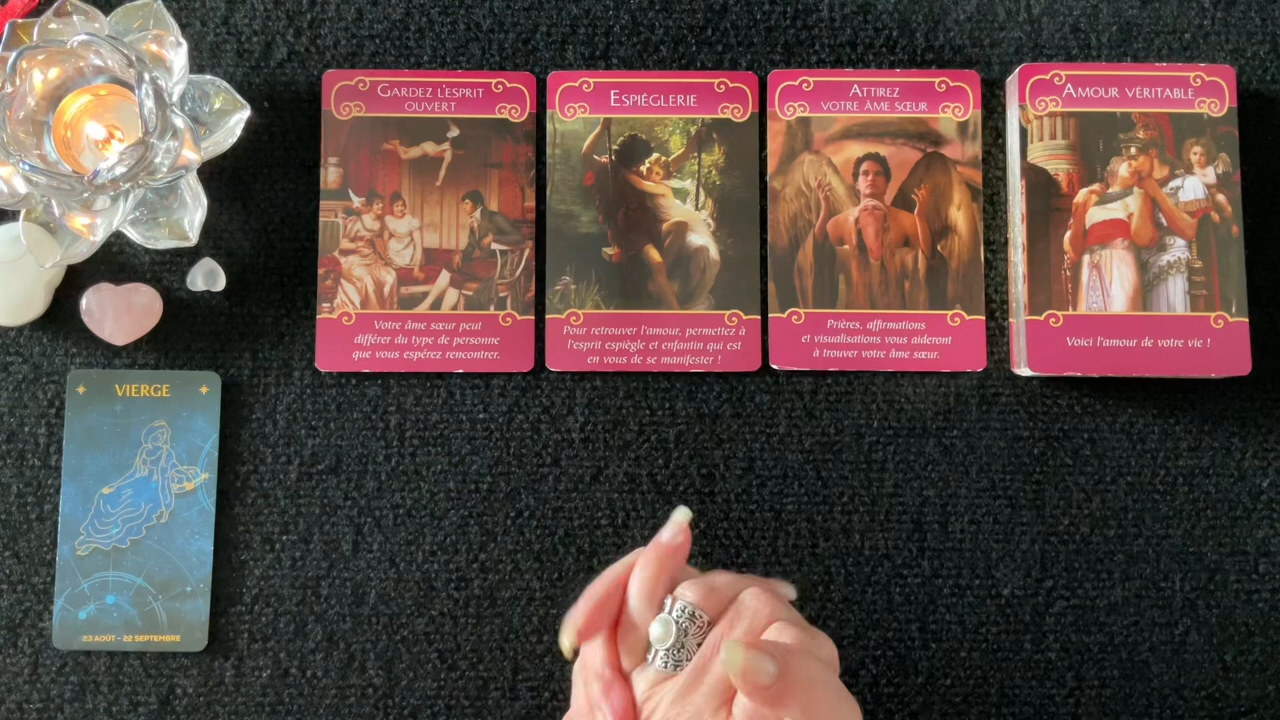 GARDEZ L'ESPRIT
OUVERT
Votre âme sœur peut
différer du type de personne
que vous espérez rencontrer.
ESPIÈGLERIE
Pour retrouver l'amour, permettez à
l'esprit espiègle et enfantin qui est
en vous de se manifester !
ATTIREZ
VOTRE ÂME SŒUR
Prières, affirmations
et visualisations vous aideront
à trouver votre âme sœur.
AMOUR VÉRITABLE
Voici l'amour de votre vie !
VIERGE
23 AOÛT - 22 SEPTEMBRE